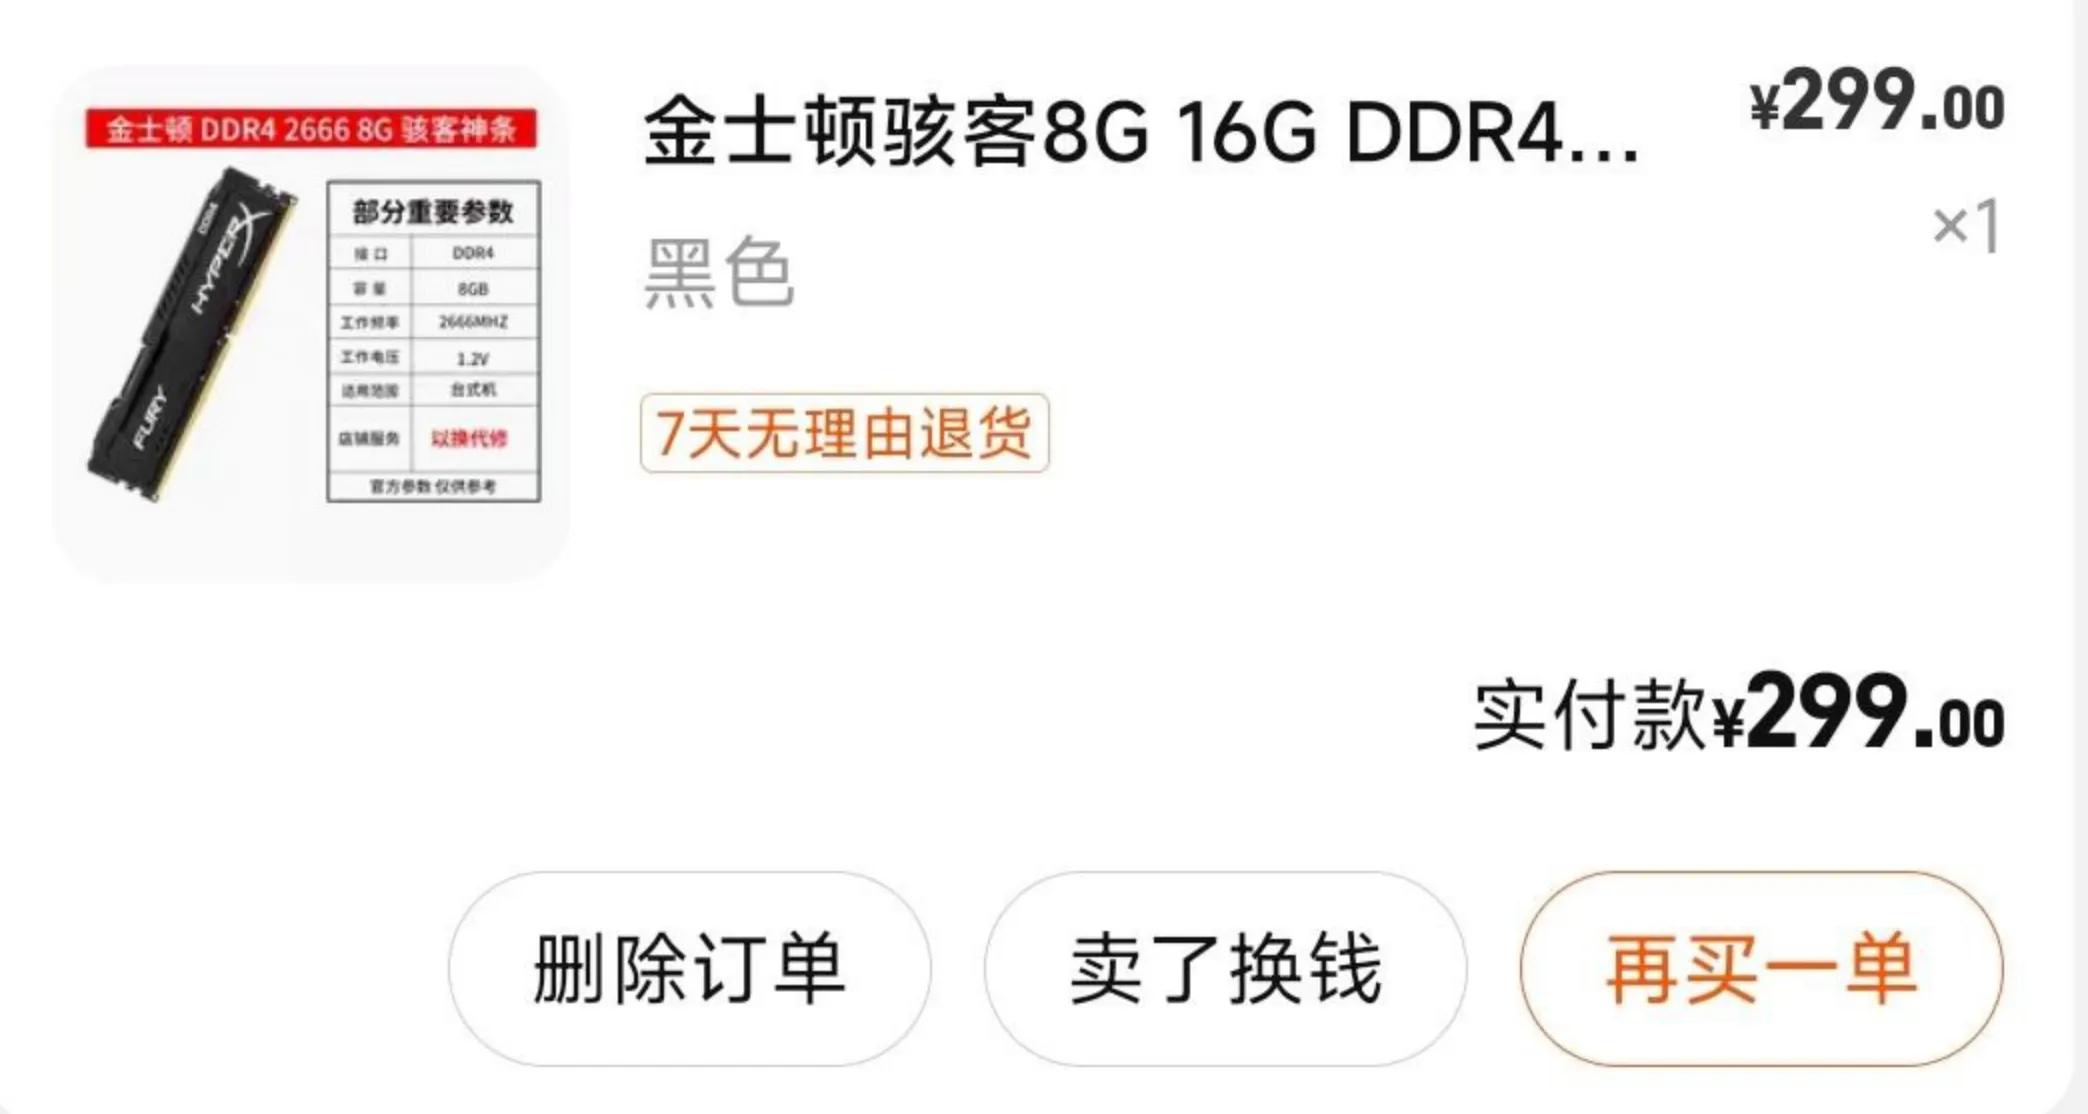 金士顿 DDR4 2666 8G 骇客神条
DDR4
HYPERX
FURY
部分重要参数
接口 DDR4
容量 8GB
工作频率 2666MHZ
工作电压 1.2V
适用范围 台式机
店铺服务 以换代修
官方参数 仅供参考
金士顿骇客8G 16G DDR4... ¥299.00
黑色 ×1
7天无理由退货
实付款¥299.00
删除订单 卖了换钱 再买一单